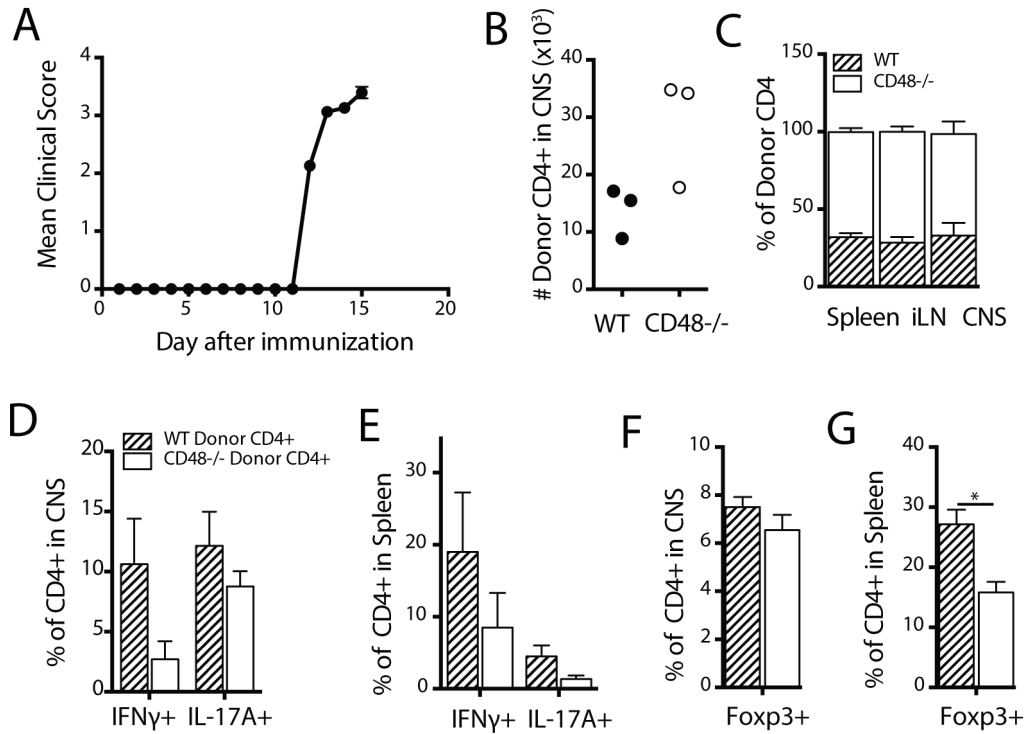 A
Mean Clinical Score
4
3
2
1
0
0 5 10 15 20
Day after immunization
B
# Donor CD4+ in CNS (x10³)
40
30
20
10
0
WT CD48-/-
C
% of Donor CD4
150
100
50
0
WT
CD48-/-
Spleen iLN CNS
D
% of CD4+ in CNS
20
15
10
5
0
WT Donor CD4+
CD48-/- Donor CD4+
IFNγ+ IL-17A+
E
% of CD4+ in Spleen
30
20
10
0
IFNγ+ IL-17A+
F
% of CD4+ in CNS
10
8
6
4
2
0
Foxp3+
G
% of CD4+ in Spleen
40
30
20
10
0
*
Foxp3+